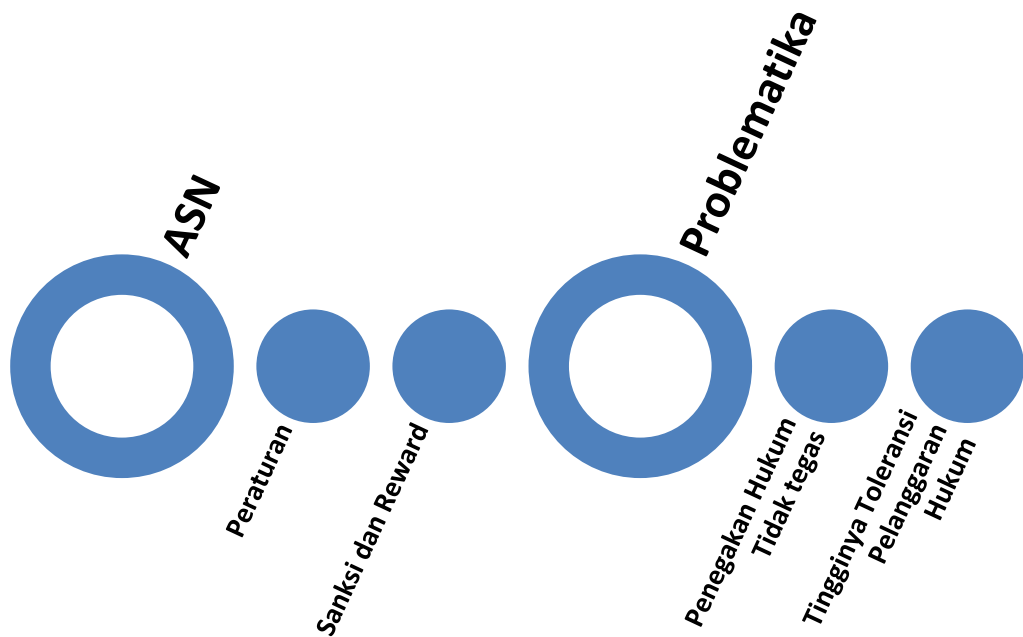 ASN
Peraturan
Sanksi dan Reward
Problematika
Penegakan Hukum
Tidak tegas
Tingginya Toleransi
Pelanggaran
Hukum